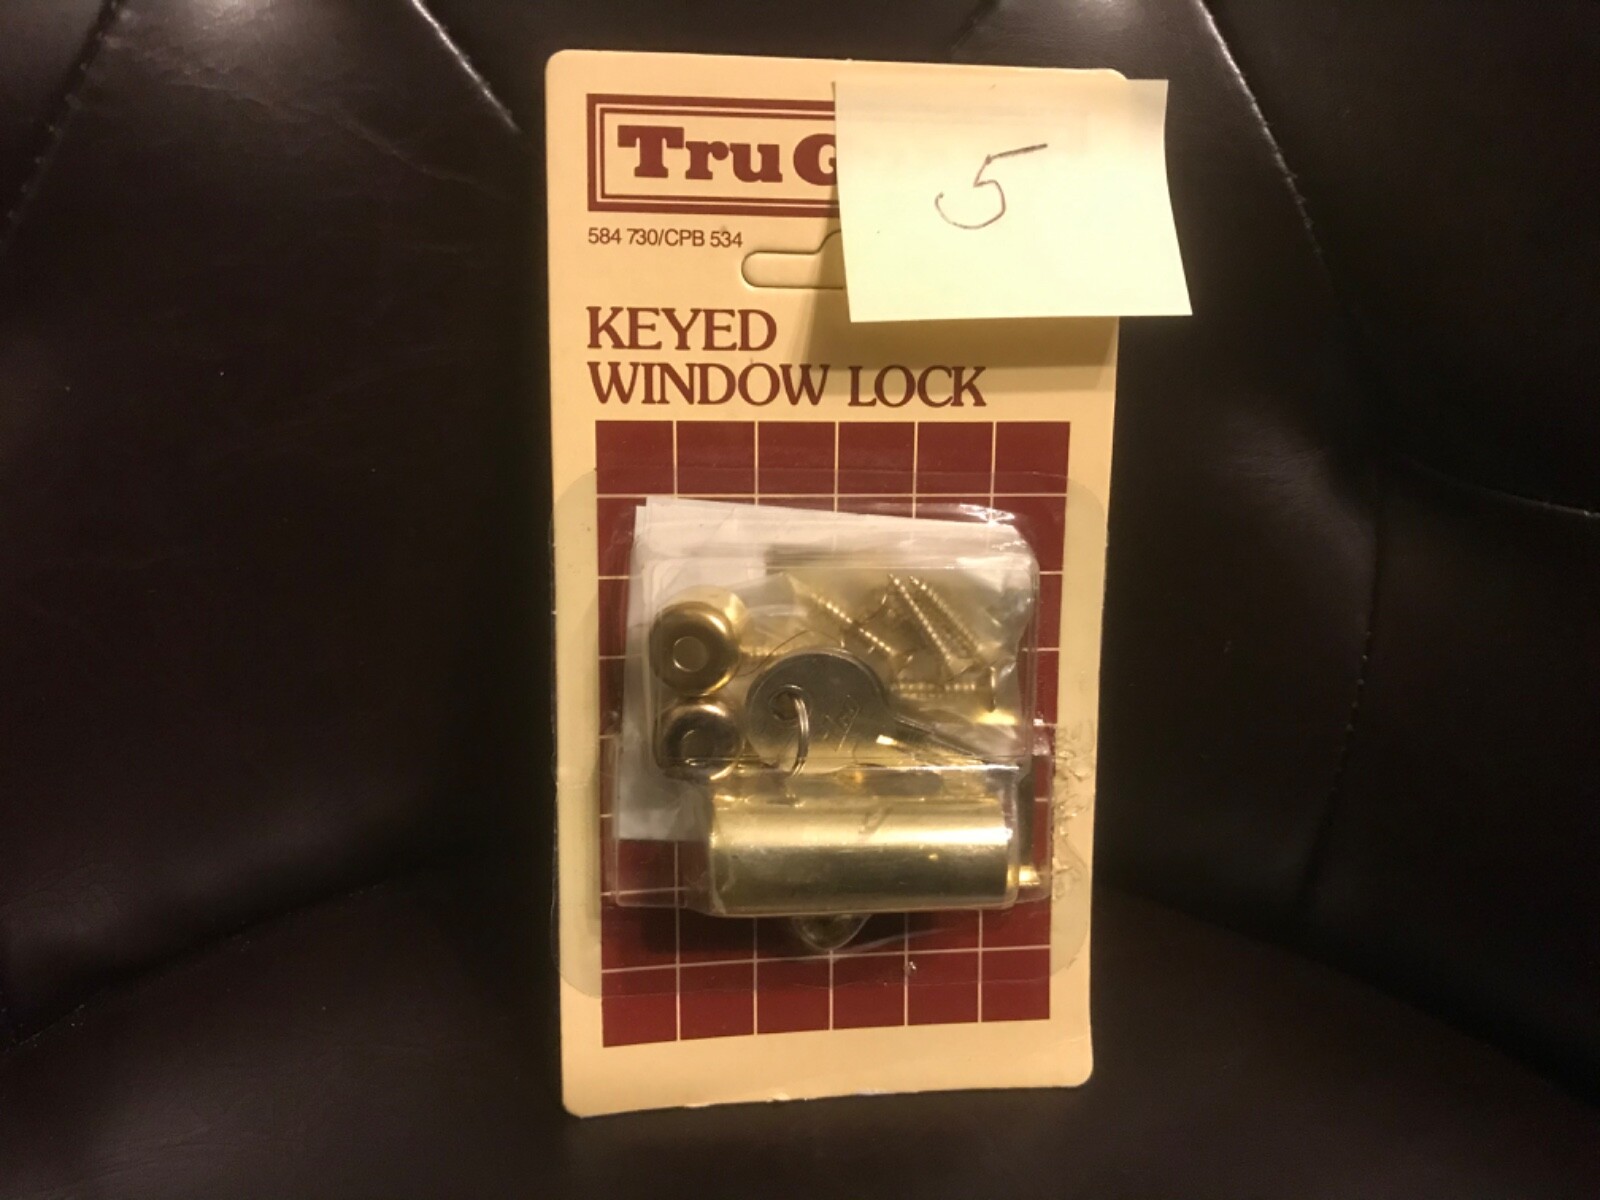 Tru G
5
584 730/CPB 534
KEYED
WINDOW LOCK